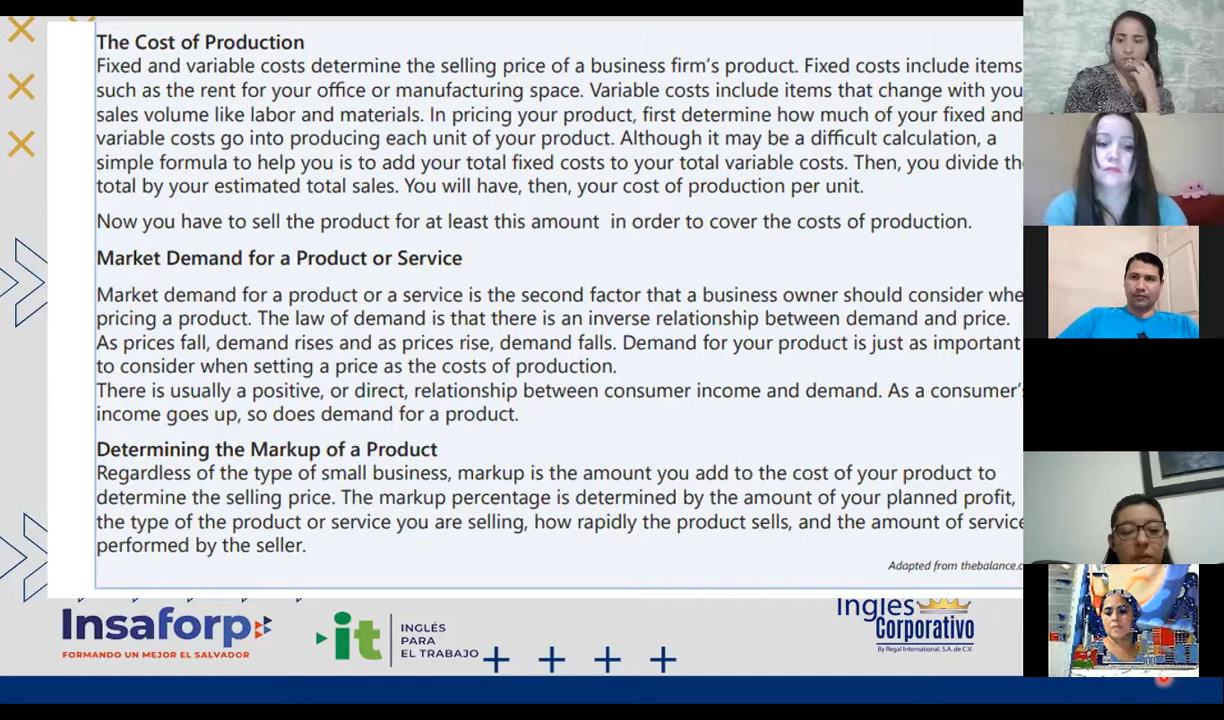 The Cost of Production
Fixed and variable costs determine the selling price of a business firm's product. Fixed costs include items
such as the rent for your office or manufacturing space. Variable costs include items that change with you
sales volume like labor and materials. In pricing your product, first determine how much of your fixed and
variable costs go into producing each unit of your product. Although it may be a difficult calculation, a
simple formula to help you is to add your total fixed costs to your total variable costs. Then, you divide th
total by your estimated total sales. You will have, then, your cost of production per unit.
Now you have to sell the product for at least this amount in order to cover the costs of production.
Market Demand for a Product or Service
Market demand for a product or a service is the second factor that a business owner should consider whe
pricing a product. The law of demand is that there is an inverse relationship between demand and price.
As prices fall, demand rises and as prices rise, demand falls. Demand for your product is just as important
to consider when setting a price as the costs of production.
There is usually a positive, or direct, relationship between consumer income and demand. As a consumer's
income goes up, so does demand for a product.
Determining the Markup of a Product
Regardless of the type of small business, markup is the amount you add to the cost of your product to
determine the selling price. The markup percentage is determined by the amount of your planned profit,
the type of the product or service you are selling, how rapidly the product sells, and the amount of service
performed by the seller.
Adapted from thebalance.c
Insaforp
FORMANDO UN MEJOR EL SALVADOR
it
INGLÉS
PARA
EL TRABAJO
Inglés
Corporativo
By Regal International, S.A. de C.V.